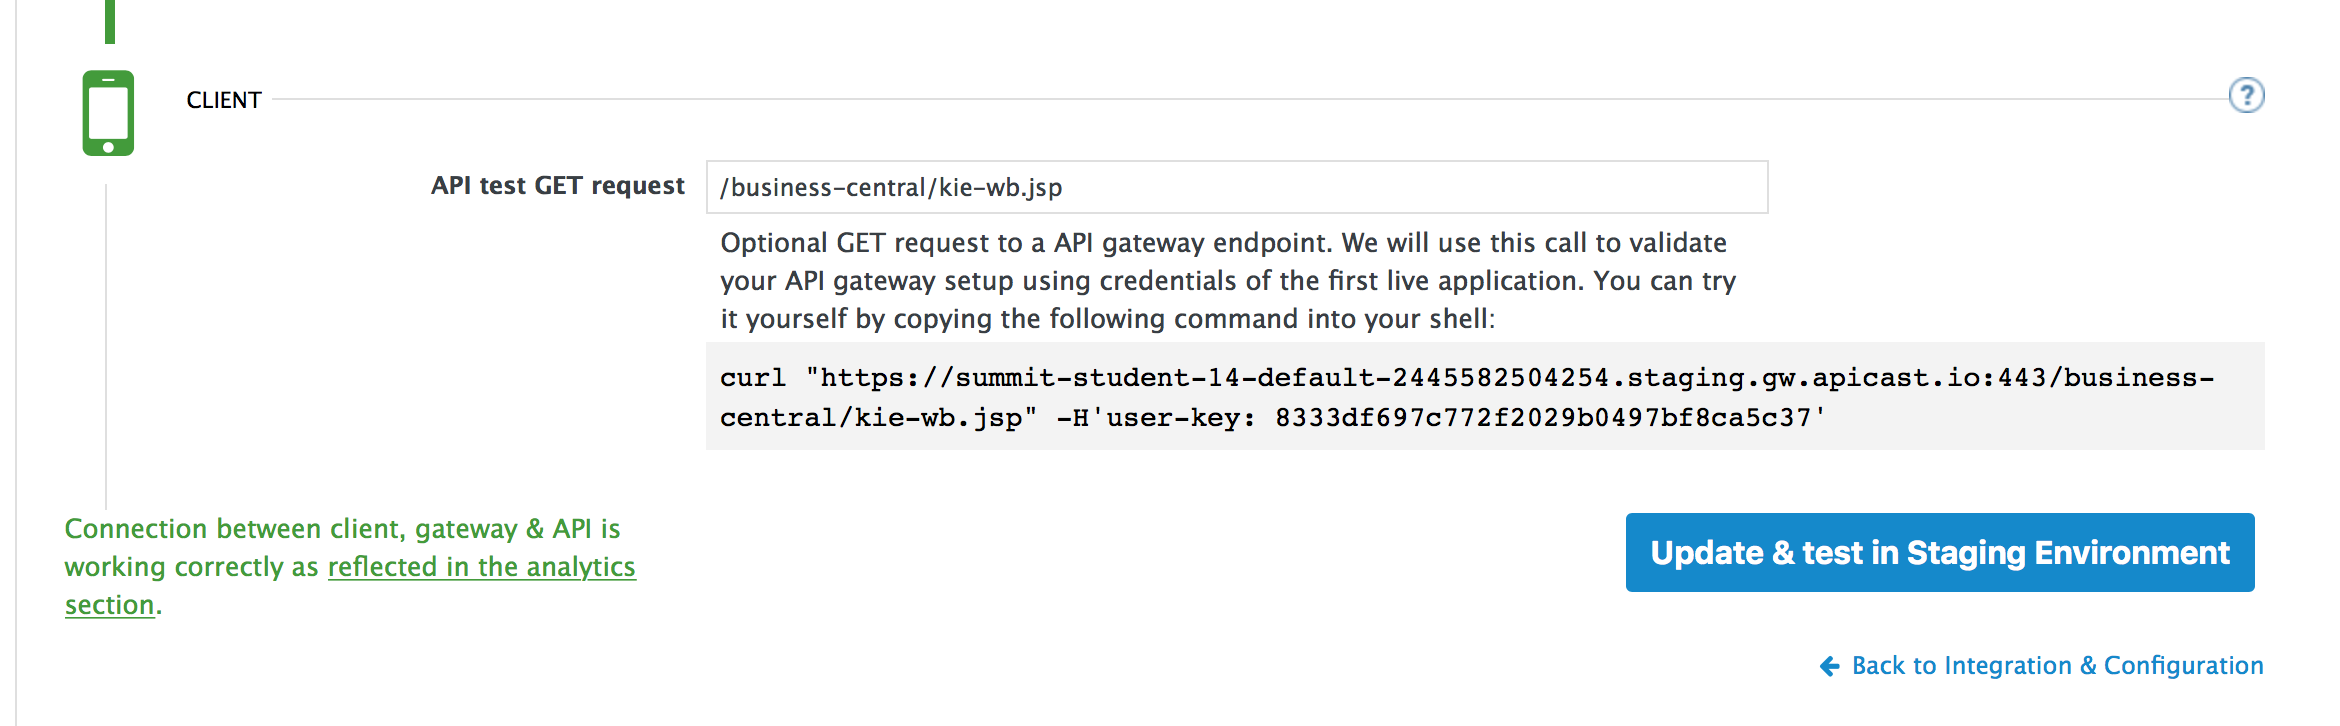 CLIENT
?
API test GET request
/business-central/kie-wb.jsp
Optional GET request to a API gateway endpoint. We will use this call to validate
your API gateway setup using credentials of the first live application. You can try
it yourself by copying the following command into your shell:
curl "https://summit-student-14-default-2445582504254.staging.gw.apicast.io:443/business-
central/kie-wb.jsp" -H'user-key: 8333df697c772f2029b0497bf8ca5c37'
Connection between client, gateway & API is
working correctly as reflected in the analytics
section.
Update & test in Staging Environment
Back to Integration & Configuration